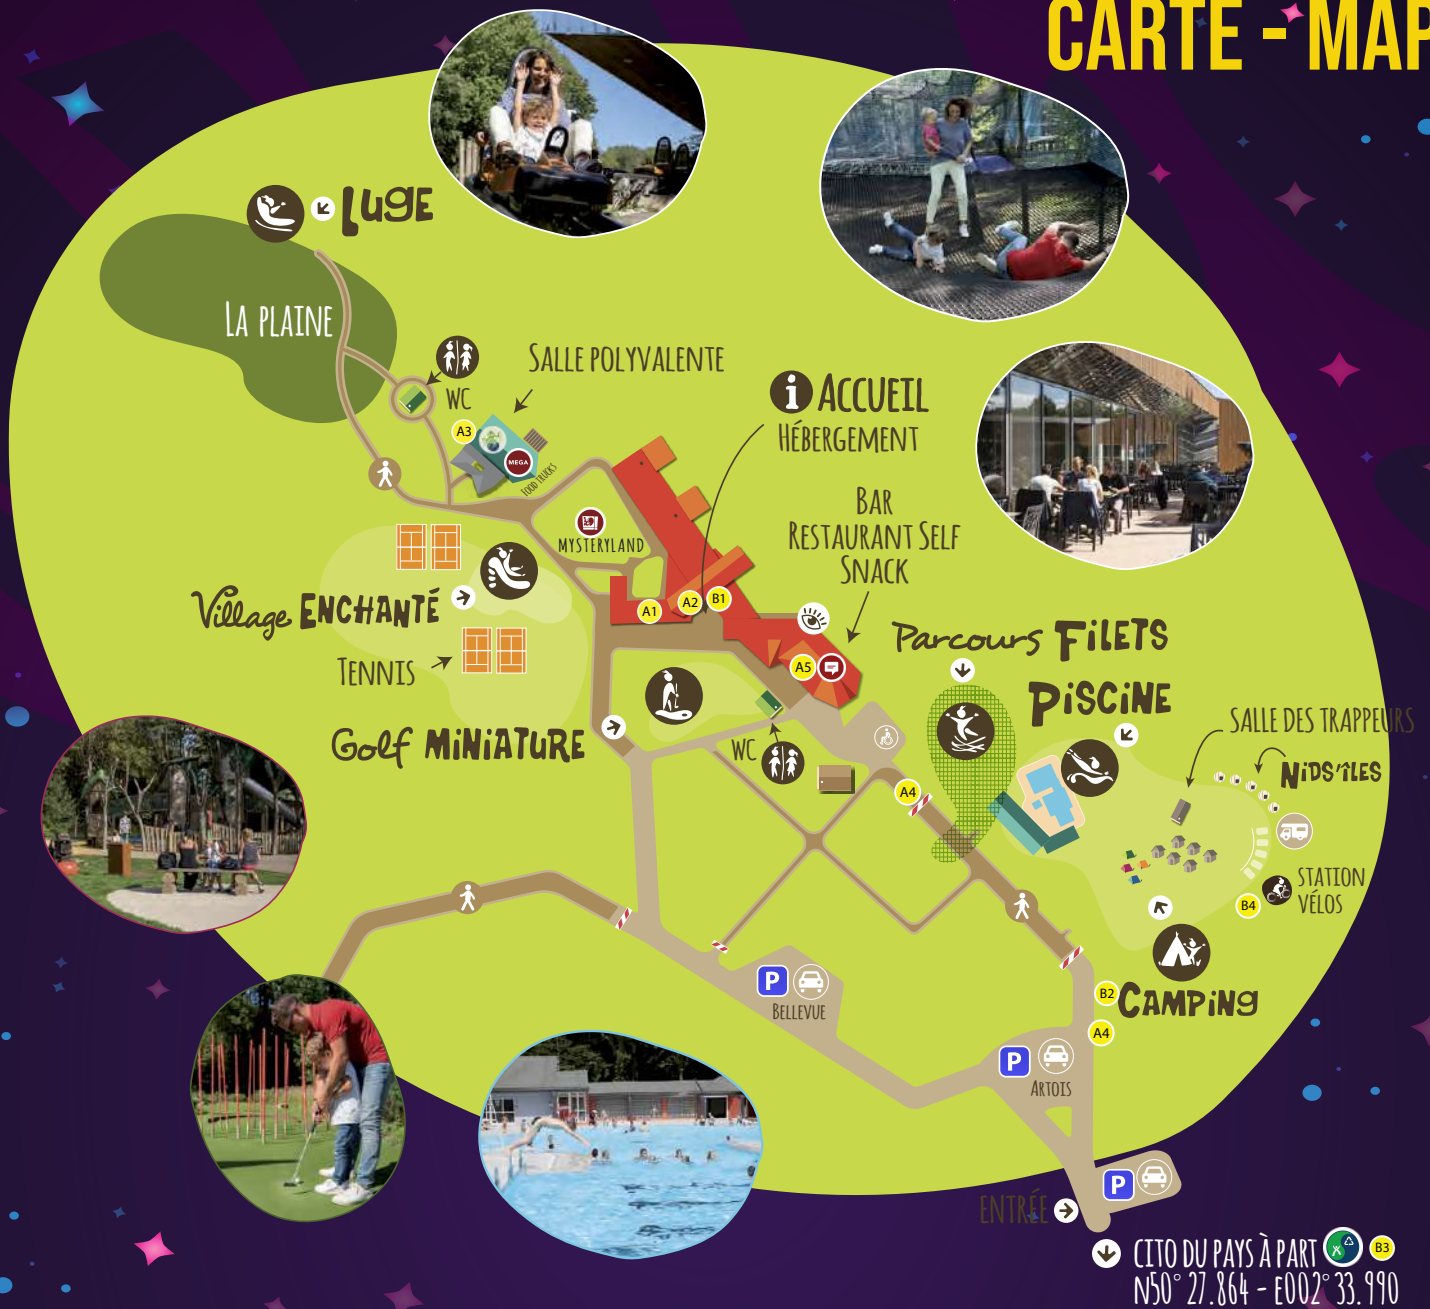 CARTE - MAP
LUGE
LA PLAINE
WC
SALLE POLYVALENTE
A3
MEGA
FOOD TRUCKS
i ACCUEIL
HÉBERGEMENT
BAR
RESTAURANT SELF
SNACK
MYSTERYLAND
Village ENCHANTÉ
TENNIS
A1
A2
B1
A5
Parcours FILETS
PISCINE
Golf MINIATURE
WC
A4
SALLE DES TRAPPEURS
NIDS'ÎLES
STATION
VÉLOS
B4
CAMPING
B2
A4
P
BELLEVUE
P
ARTOIS
P
ENTRÉE
CITO DU PAYS À PART
B3
N50° 27.864 - E002° 33.990